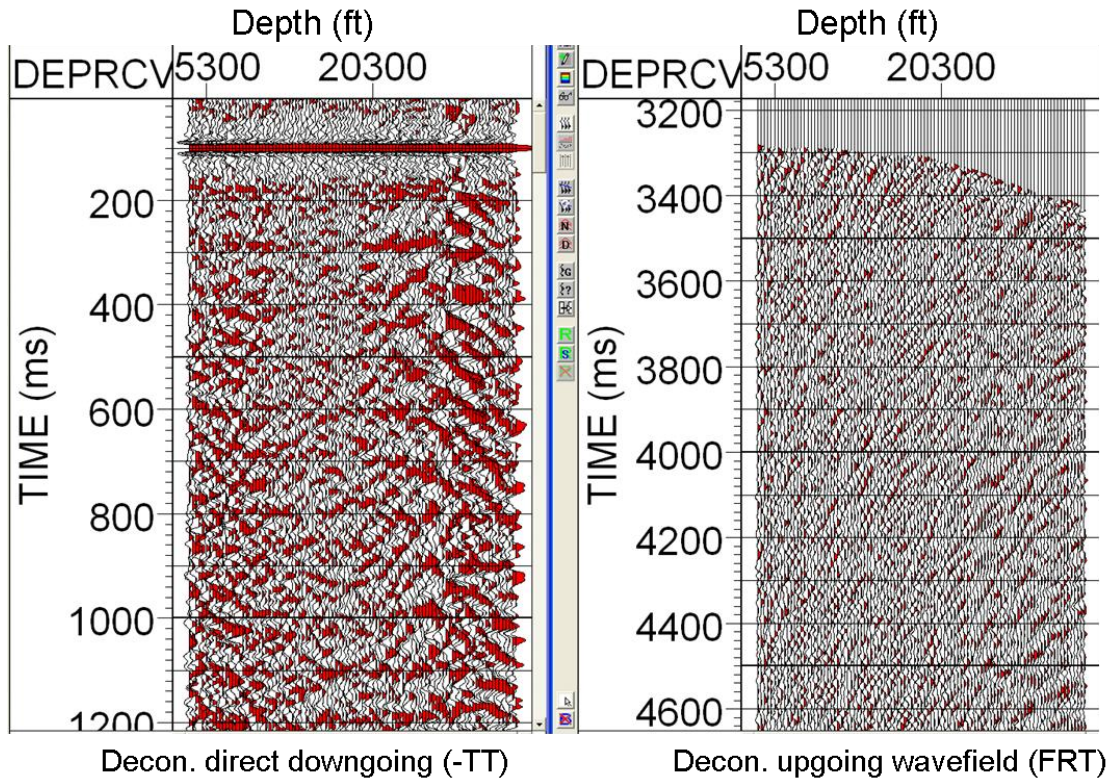 Depth (ft)
Depth (ft)
DEPRCV 5300 20300
DEPRCV 5300 20300
TIME (ms)
200
400
600
800
1000
1200
N
D
R
S
B
TIME (ms)
3200
3400
3600
3800
4000
4200
4400
4600
Decon. direct downgoing (-TT)
Decon. upgoing wavefield (FRT)